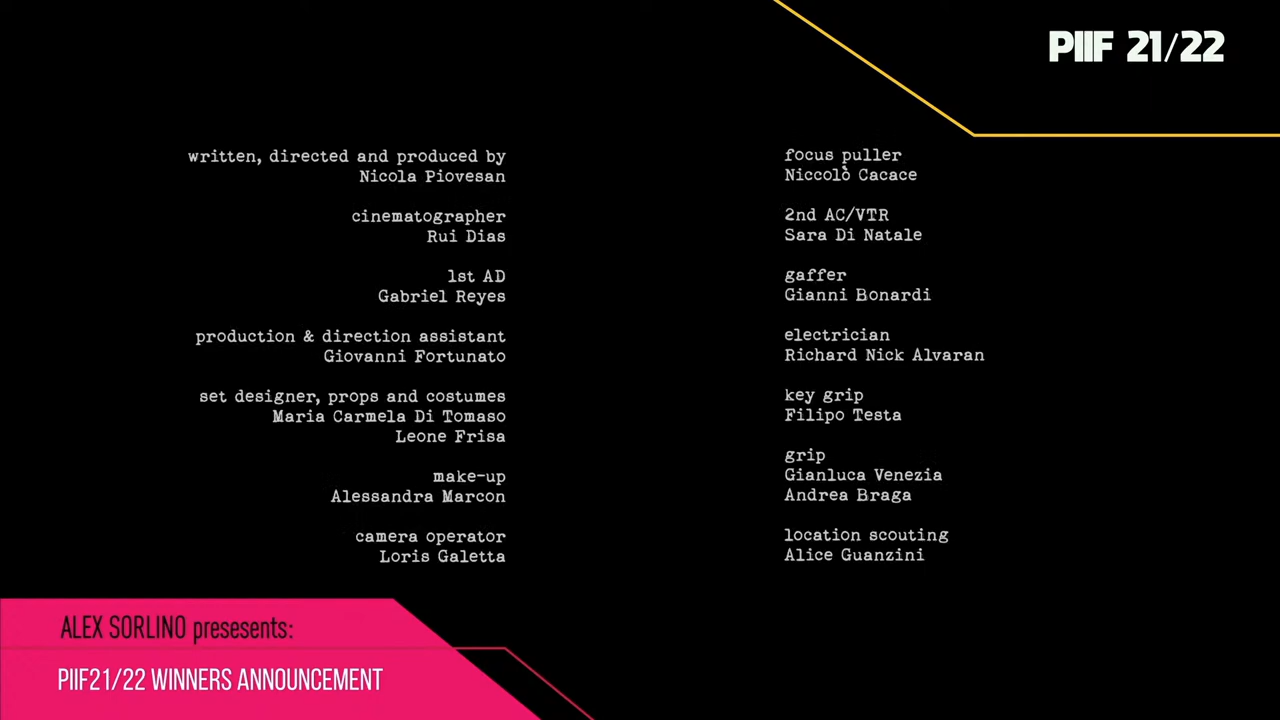 PIIF 21/22
written, directed and produced by
Nicola Piovesan
cinematographer
Rui Dias
1st AD
Gabriel Reyes
production & direction assistant
Giovanni Fortunato
set designer, props and costumes
Maria Carmela Di Tomaso
Leone Frisa
make-up
Alessandra Marcon
camera operator
Loris Galetta
focus puller
Niccolò Cacace
2nd AC/VTR
Sara Di Natale
gaffer
Gianni Bonardi
electrician
Richard Nick Alvaran
key grip
Filipo Testa
grip
Gianluca Venezia
Andrea Braga
location scouting
Alice Guanzini
ALEX SORLINO presesents:
PIIF21/22 WINNERS ANNOUNCEMENT